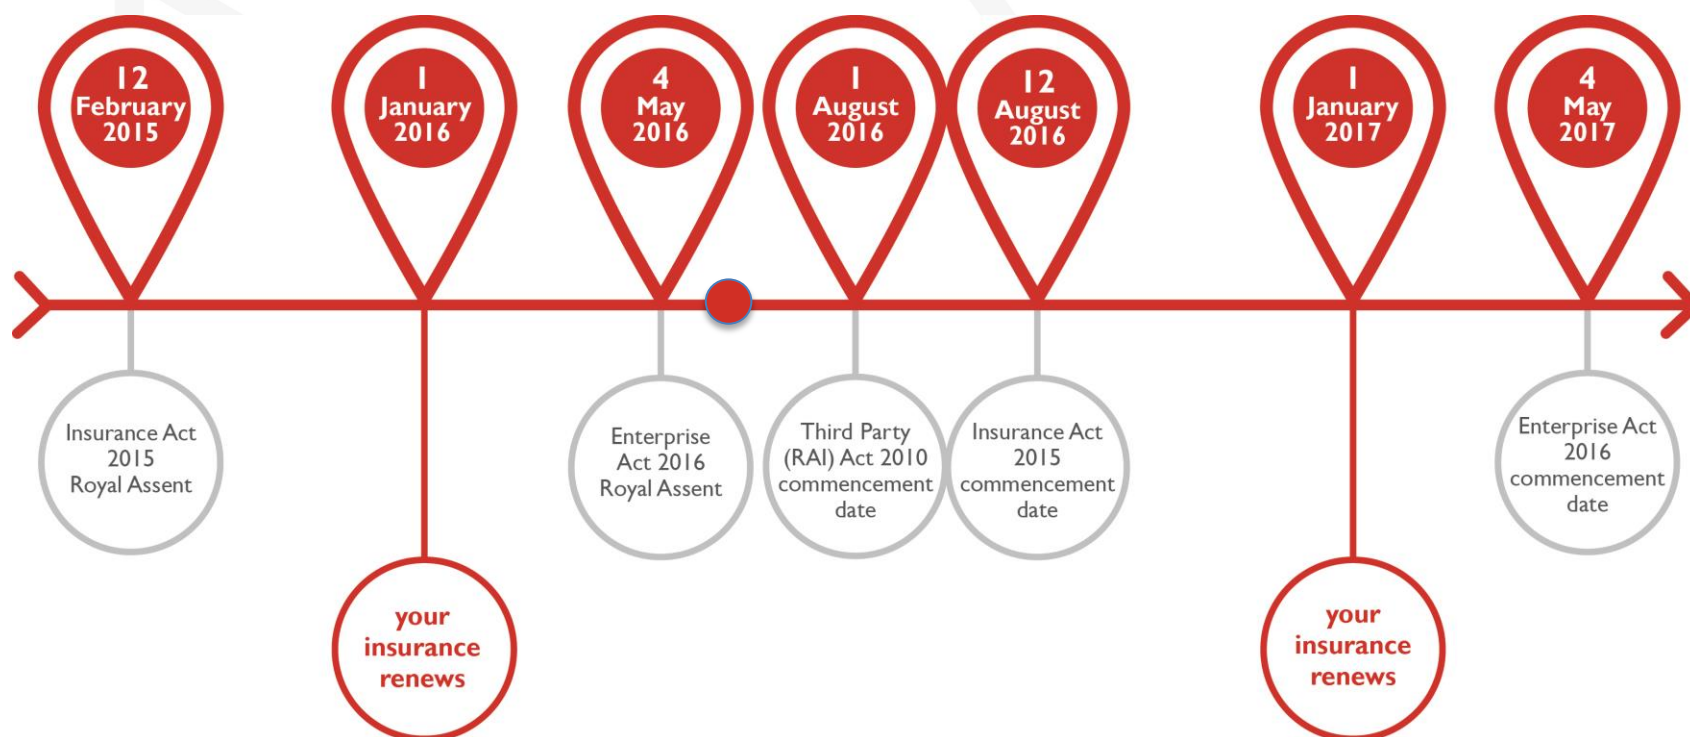 12
February
2015
1
January
2016
4
May
2016
1
August
2016
12
August
2016
1
January
2017
4
May
2017
Insurance Act
2015
Royal Assent
Enterprise
Act 2016
Royal Assent
Third Party
(RAI) Act 2010
commencement
date
Insurance Act
2015
commencement
date
Enterprise Act
2016
commencement
date
your
insurance
renews
your
insurance
renews